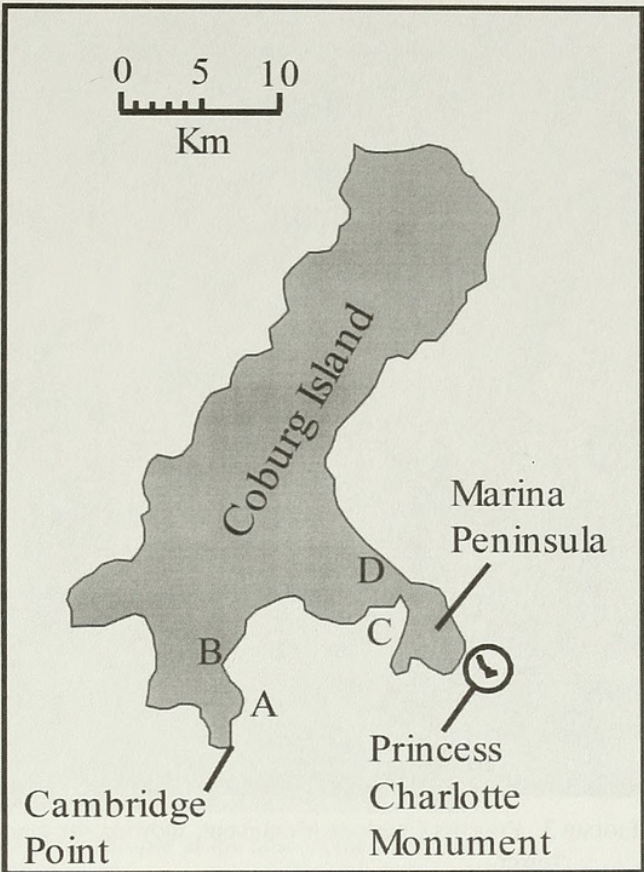 0 5 10
Km
Coburg Island
Marina
Peninsula
D
C
B
A
Princess
Charlotte
Monument
Cambridge
Point